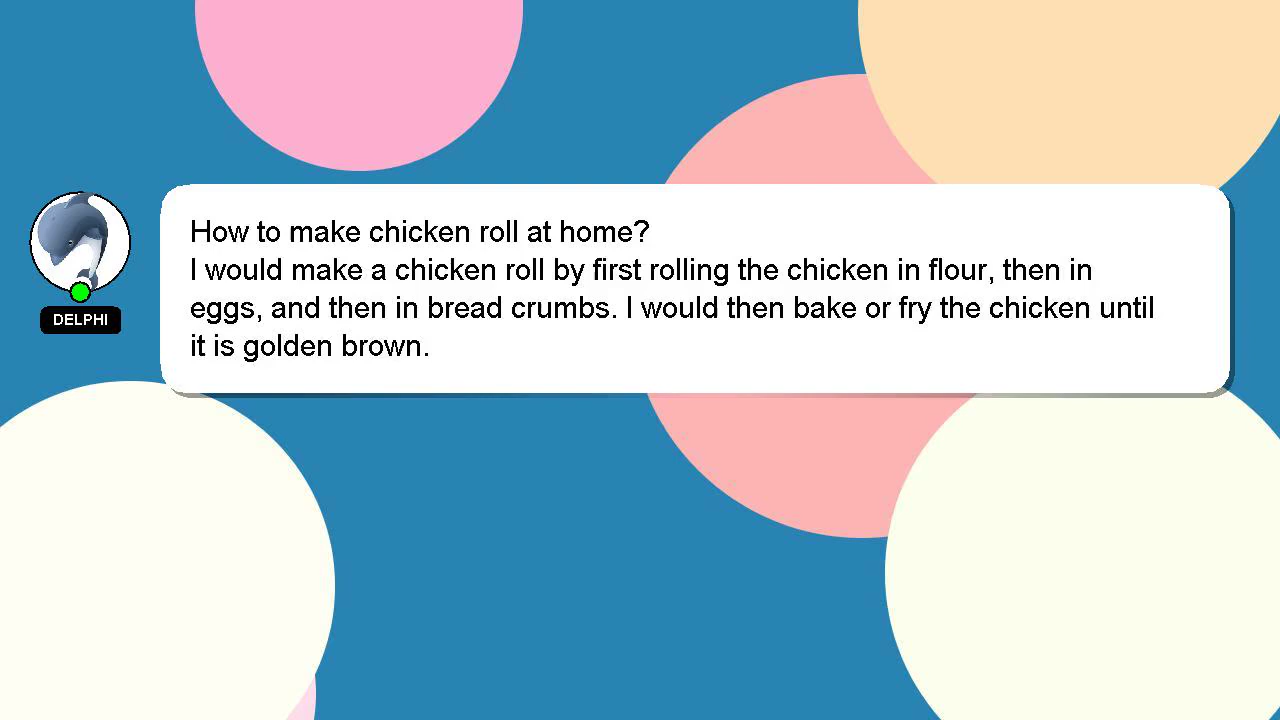 How to make chicken roll at home?
I would make a chicken roll by first rolling the chicken in flour, then in
eggs, and then in bread crumbs. I would then bake or fry the chicken until
it is golden brown.
DELPHI